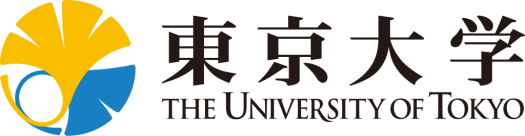 東京大学
THE UNIVERSITY OF TOKYO